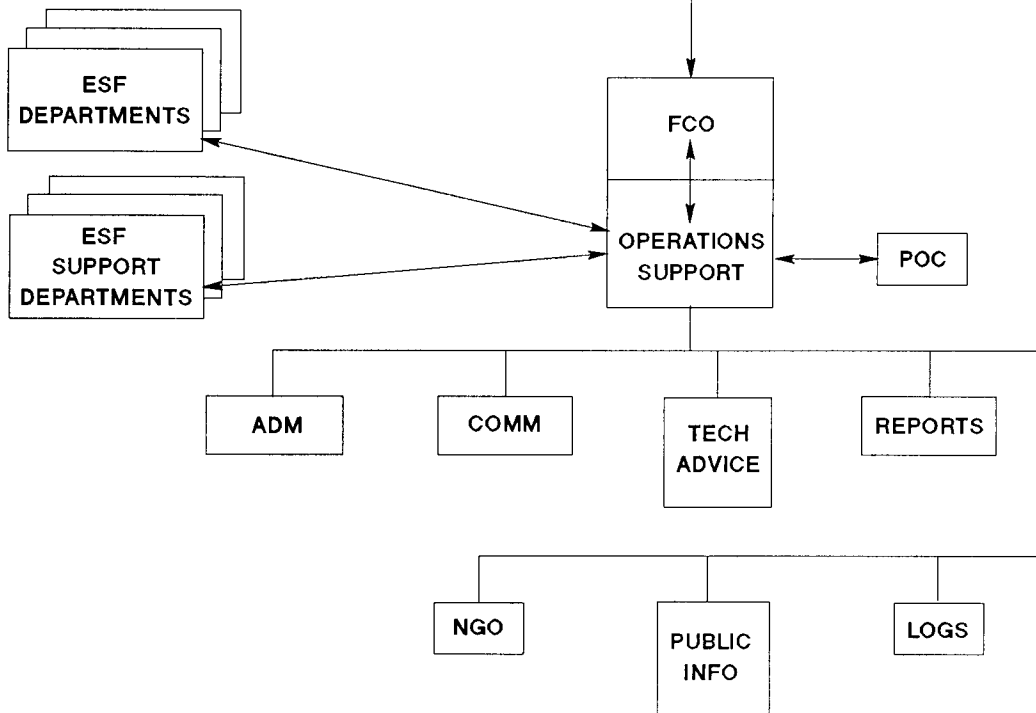 ESF
DEPARTMENTS
FCO
ESF
SUPPORT
DEPARTMENTS
OPERATIONS
SUPPORT
POC
ADM
COMM
TECH
ADVICE
REPORTS
NGO
PUBLIC
INFO
LOGS